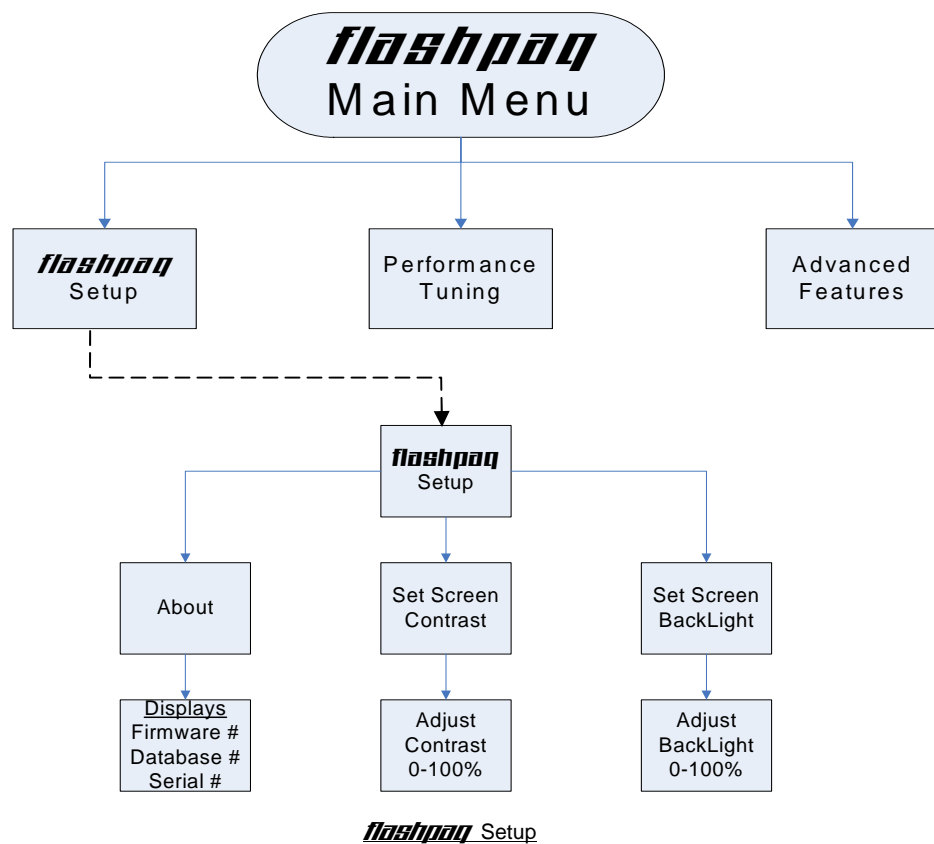 flashpaq
Main Menu
flashpaq
Setup
Performance
Tuning
Advanced
Features
flashpaq
Setup
About
Set Screen
Contrast
Set Screen
BackLight
Displays
Firmware #
Database #
Serial #
Adjust
Contrast
0-100%
Adjust
BackLight
0-100%
flashpaq Setup